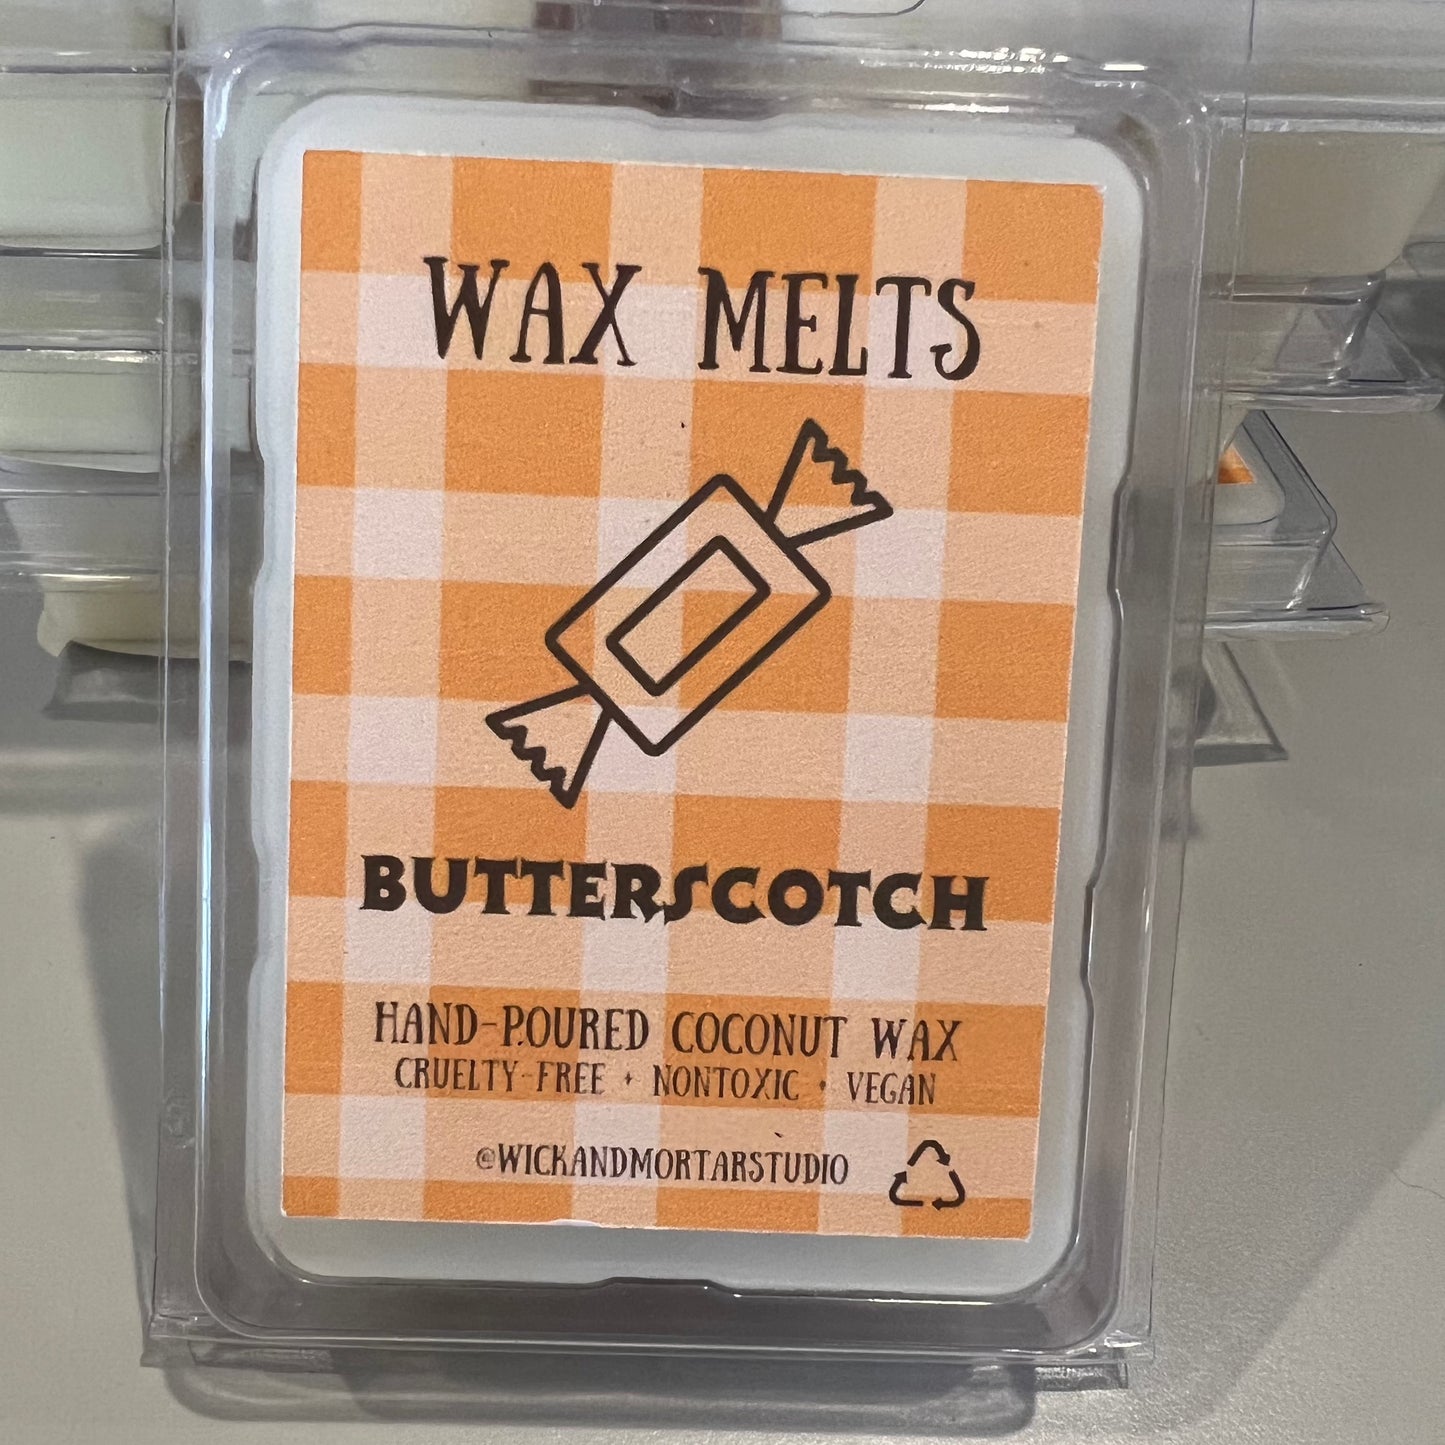 WAX MELTS
BUTTERSCOTCH
HAND-POURED COCONUT WAX
CRUELTY-FREE · NONTOXIC · VEGAN
@WICKANDMORTARSTUDIO